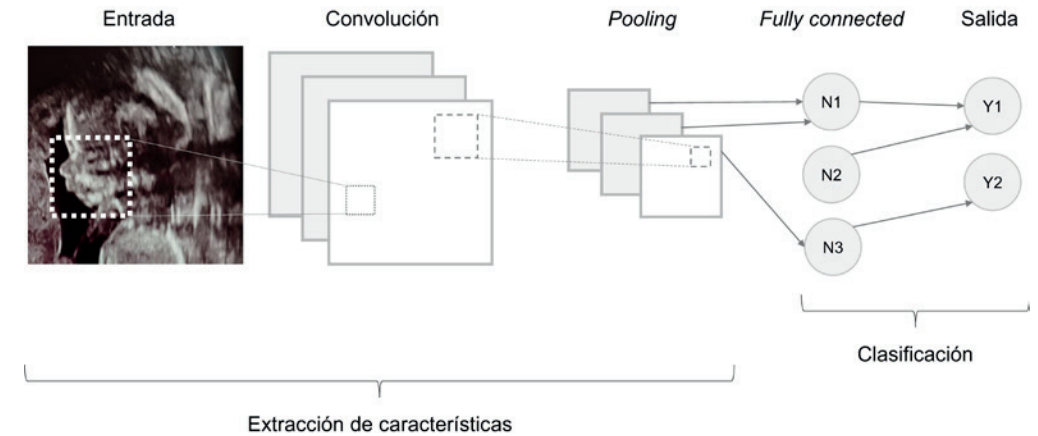 Entrada
Convolución
Pooling
Fully connected
Salida
N1
Y1
N2
Y2
N3
Clasificación
Extracción de características